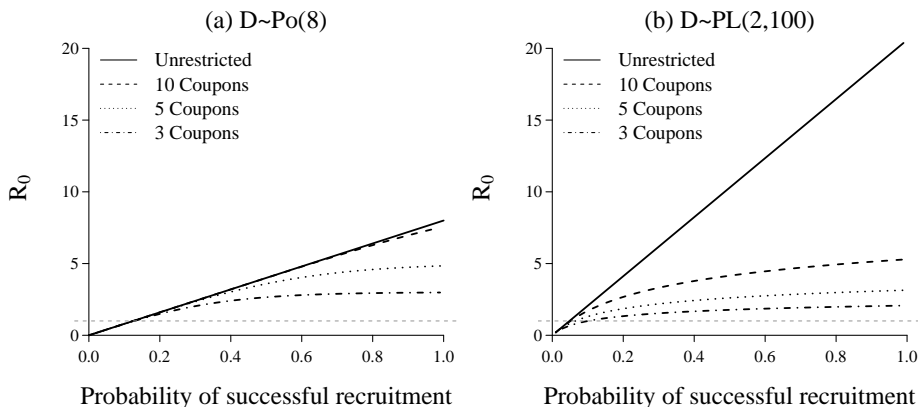 (a) D~Po(8)
20
15
10
5
0
R0
Unrestricted
10 Coupons
5 Coupons
3 Coupons
0.0 0.2 0.4 0.6 0.8 1.0
Probability of successful recruitment
(b) D~PL(2,100)
20
15
10
5
0
R0
Unrestricted
10 Coupons
5 Coupons
3 Coupons
0.0 0.2 0.4 0.6 0.8 1.0
Probability of successful recruitment